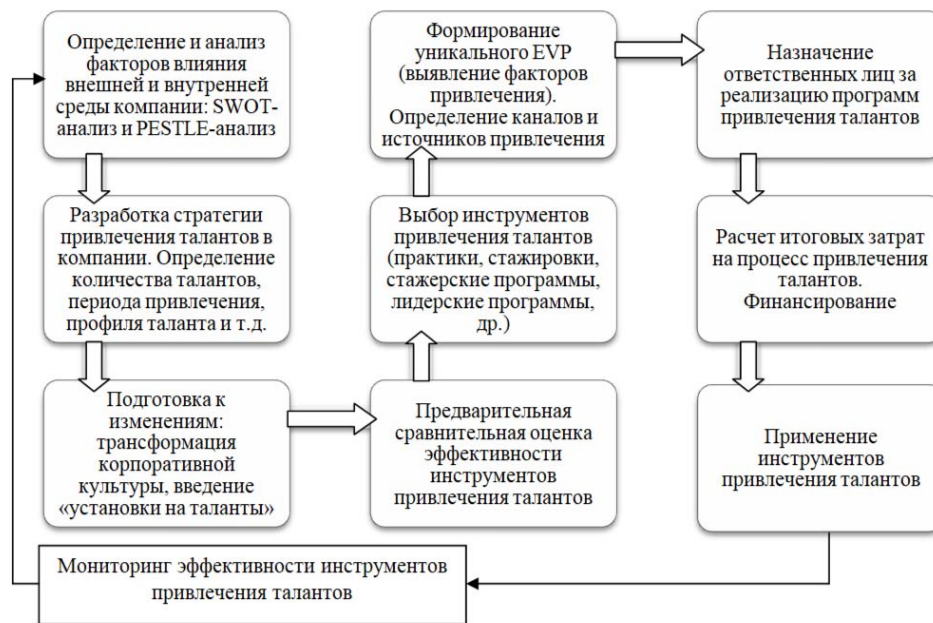 Определение и анализ
факторов влияния
внешней и внутренней
среды компании: SWOT-
анализ и PESTLE-анализ
Разработка стратегии
привлечения талантов в
компании. Определение
количества талантов,
периода привлечения,
профиля таланта и т.д.
Подготовка к
изменениям:
трансформация
корпоративной
культуры, введение
«установки на таланты»
Предварительная
сравнительная оценка
эффективности
инструментов
привлечения талантов
Выбор инструментов
привлечения талантов
(практики, стажировки,
стажерские программы,
лидерские программы,
др.)
Формирование
уникального EVP
(выявление факторов
привлечения).
Определение каналов и
источников привлечения
Назначение
ответственных лиц за
реализацию программ
привлечения талантов
Расчет итоговых затрат
на процесс привлечения
талантов.
Финансирование
Применение
инструментов
привлечения талантов
Мониторинг эффективности инструментов
привлечения талантов